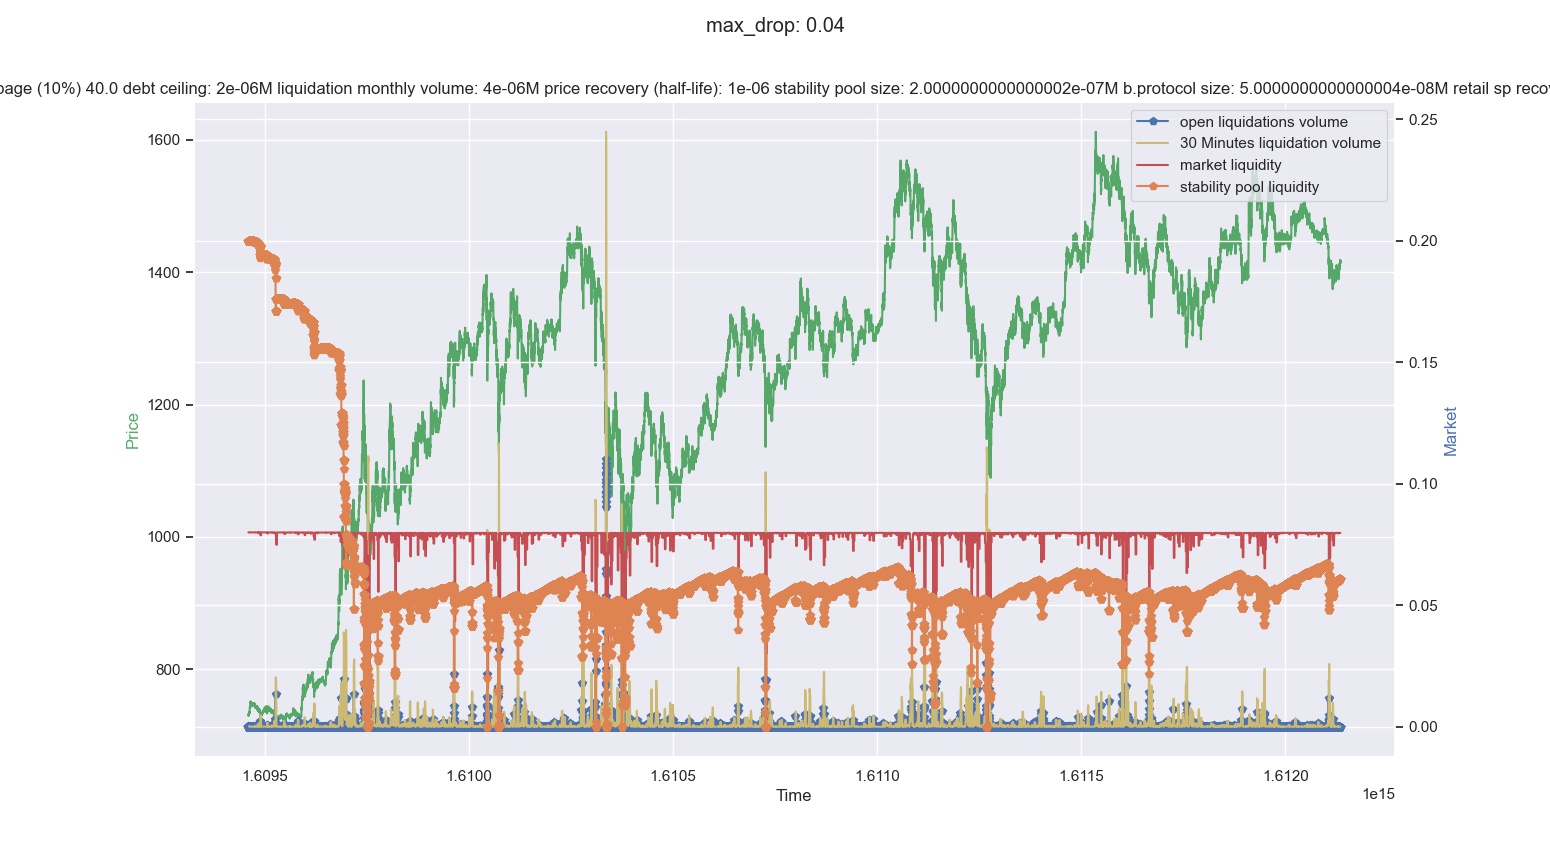 max_drop: 0.04
page (10%) 40.0 debt ceiling: 2e-06M liquidation monthly volume: 4e-06M price recovery (half-life): 1e-06 stability pool size: 2.0000000000000002e-07M b.protocol size: 5.0000000000000004e-08M retail sp reco
open liquidations volume
30 Minutes liquidation volume
market liquidity
stability pool liquidity
1600
1400
1200
1000
800
Price
0.25
0.20
0.15
0.10
0.05
0.00
Market
1.6095 1.6100 1.6105 1.6110 1.6115 1.6120
Time
1e15